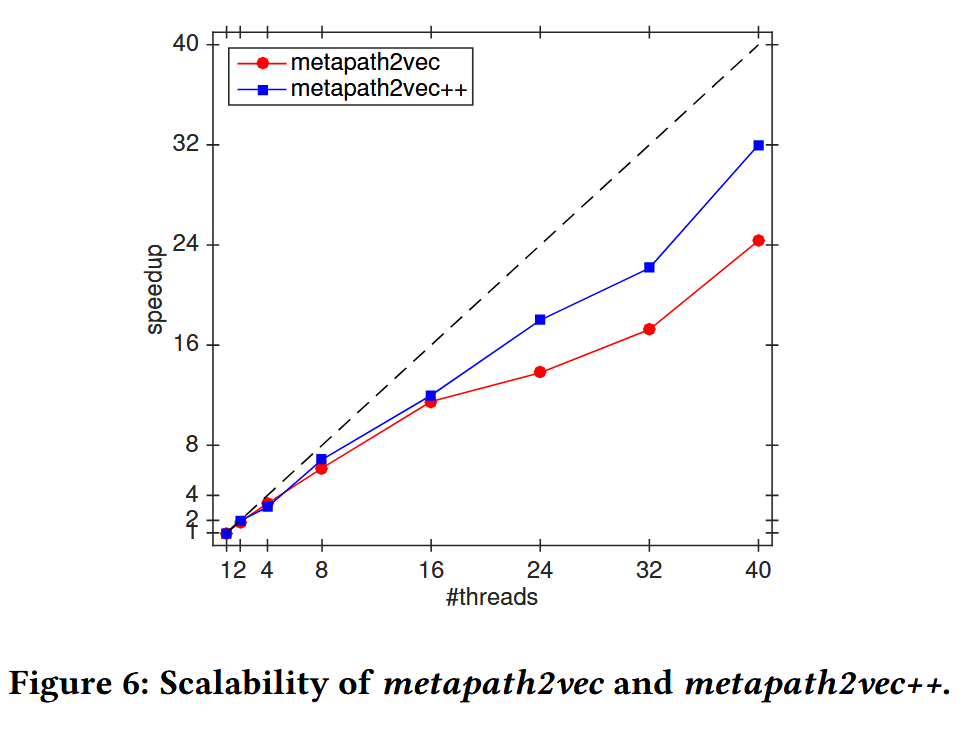 40
metapath2vec
metapath2vec++
32
24
speedup
16
8
4
2
1
1 2 4 8 16 24 32 40
#threads
Figure 6: Scalability of metapath2vec and metapath2vec++.